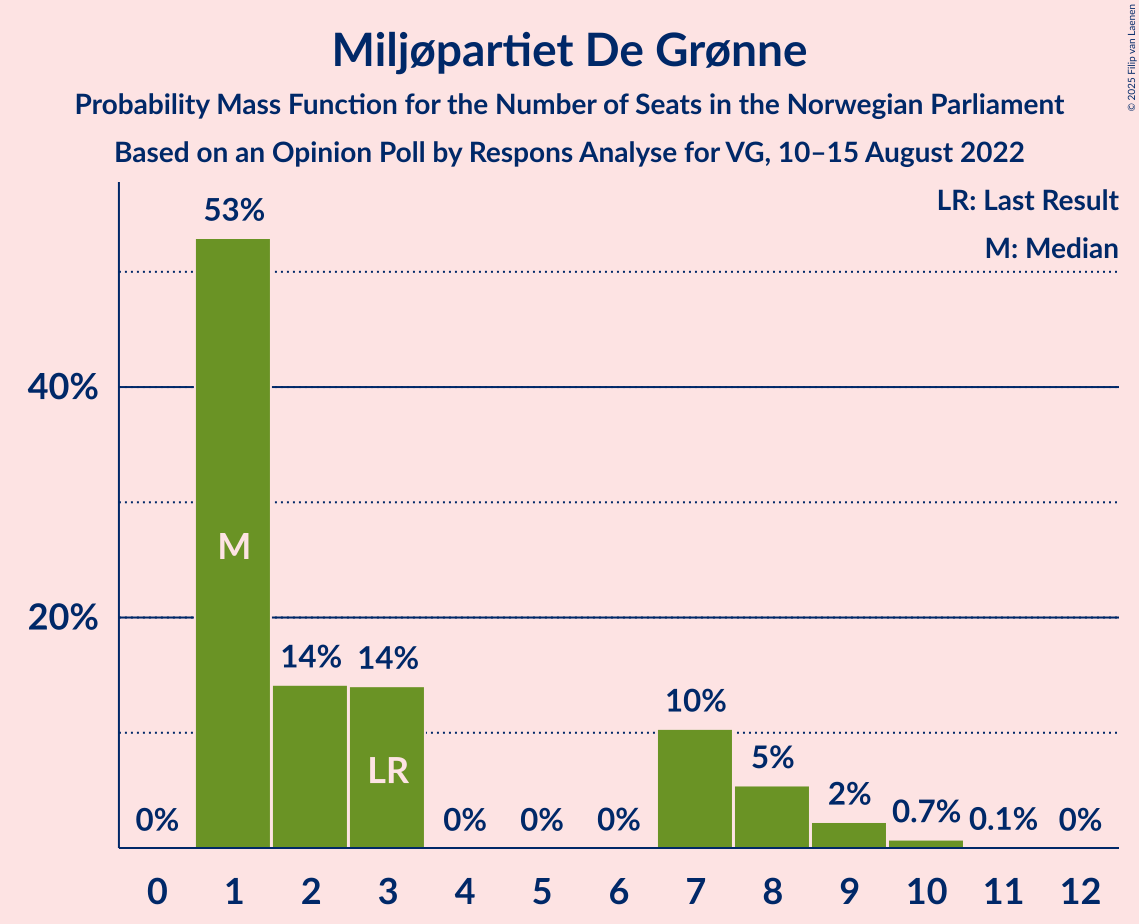 Miljøpartiet De Grønne
Probability Mass Function for the Number of Seats in the Norwegian Parliament
Based on an Opinion Poll by Respons Analyse for VG, 10–15 August 2022
© 2025 Filip van Laenen
LR: Last Result
M: Median
53%
40%
M
20%
14%
14%
10%
LR
5%
2%
0%
0%
0%
0%
0.7%
0.1%
0%
0 1 2 3 4 5 6 7 8 9 10 11 12